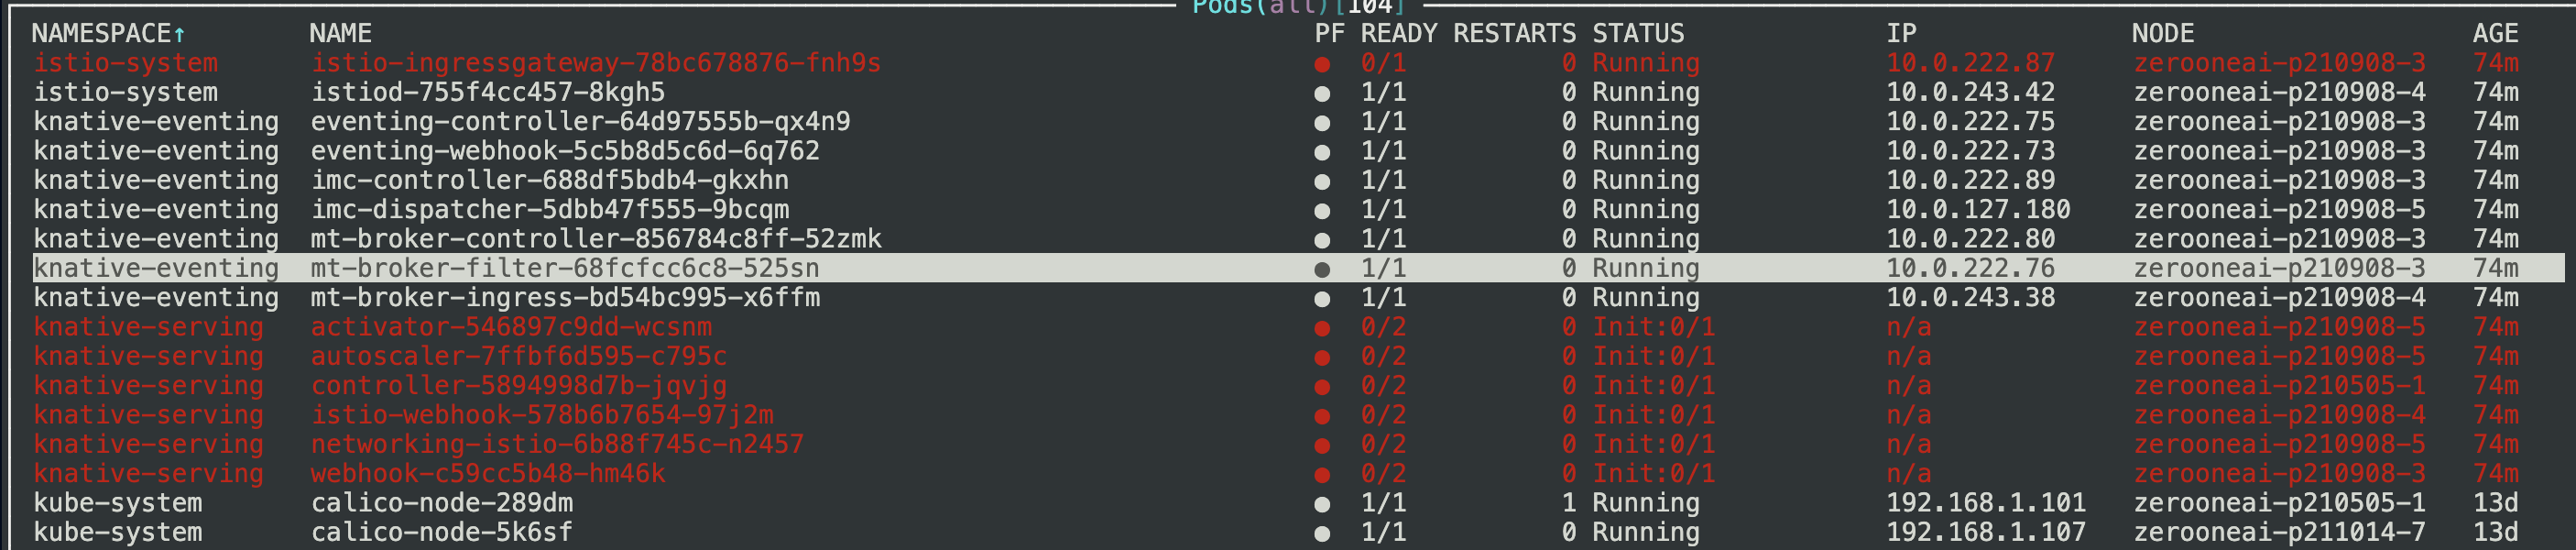 Pods(all)[104]
NAMESPACE↑ NAME PF READY RESTARTS STATUS IP NODE AGE
istio-system istio-ingressgateway-78bc678876-fnh9s ● 0/1 0 Running 10.0.222.87 zerooneai-p210908-3 74m
istio-system istiod-755f4cc457-8kgh5 ● 1/1 0 Running 10.0.243.42 zerooneai-p210908-4 74m
knative-eventing eventing-controller-64d97555b-qx4n9 ● 1/1 0 Running 10.0.222.75 zerooneai-p210908-3 74m
knative-eventing eventing-webhook-5c5b8d5c6d-6q762 ● 1/1 0 Running 10.0.222.73 zerooneai-p210908-3 74m
knative-eventing imc-controller-688df5bdb4-gkxhn ● 1/1 0 Running 10.0.222.89 zerooneai-p210908-3 74m
knative-eventing imc-dispatcher-5dbb47f555-9bcqm ● 1/1 0 Running 10.0.127.180 zerooneai-p210908-5 74m
knative-eventing mt-broker-controller-856784c8ff-52zmk ● 1/1 0 Running 10.0.222.80 zerooneai-p210908-3 74m
knative-eventing mt-broker-filter-68fcfcc6c8-525sn ● 1/1 0 Running 10.0.222.76 zerooneai-p210908-3 74m
knative-eventing mt-broker-ingress-bd54bc995-x6ffm ● 1/1 0 Running 10.0.243.38 zerooneai-p210908-4 74m
knative-serving activator-546897c9dd-wcsnm ● 0/2 0 Init:0/1 n/a zerooneai-p210908-5 74m
knative-serving autoscaler-7ffbf6d595-c795c ● 0/2 0 Init:0/1 n/a zerooneai-p210908-5 74m
knative-serving controller-5894998d7b-jqvjg ● 0/2 0 Init:0/1 n/a zerooneai-p210505-1 74m
knative-serving istio-webhook-578b6b7654-97j2m ● 0/2 0 Init:0/1 n/a zerooneai-p210908-4 74m
knative-serving networking-istio-6b88f745c-n2457 ● 0/2 0 Init:0/1 n/a zerooneai-p210908-5 74m
knative-serving webhook-c59cc5b48-hm46k ● 0/2 0 Init:0/1 n/a zerooneai-p210908-3 74m
kube-system calico-node-289dm ● 1/1 1 Running 192.168.1.101 zerooneai-p210505-1 13d
kube-system calico-node-5k6sf ● 1/1 0 Running 192.168.1.107 zerooneai-p211014-7 13d